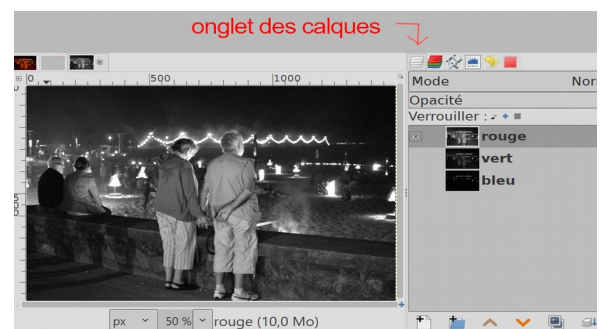 onglet des calques
0 500 1000
Mode Nor
Opacité
Verrouiller :
rouge
vert
bleu
500
px 50 % rouge (10,0 Mo)